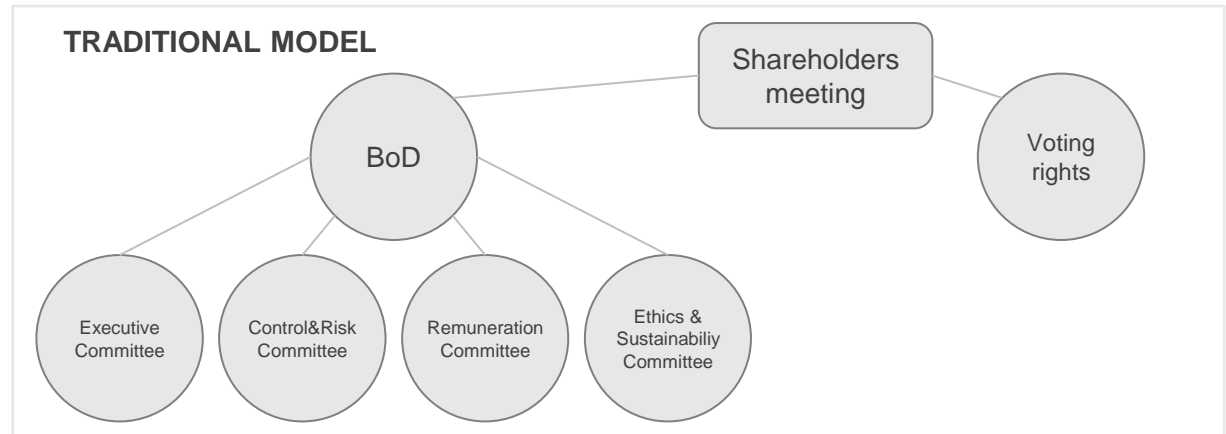 TRADITIONAL MODEL
Shareholders
meeting
BoD
Voting
rights
Executive
Committee
Control&Risk
Committee
Remuneration
Committee
Ethics &
Sustainabiliy
Committee